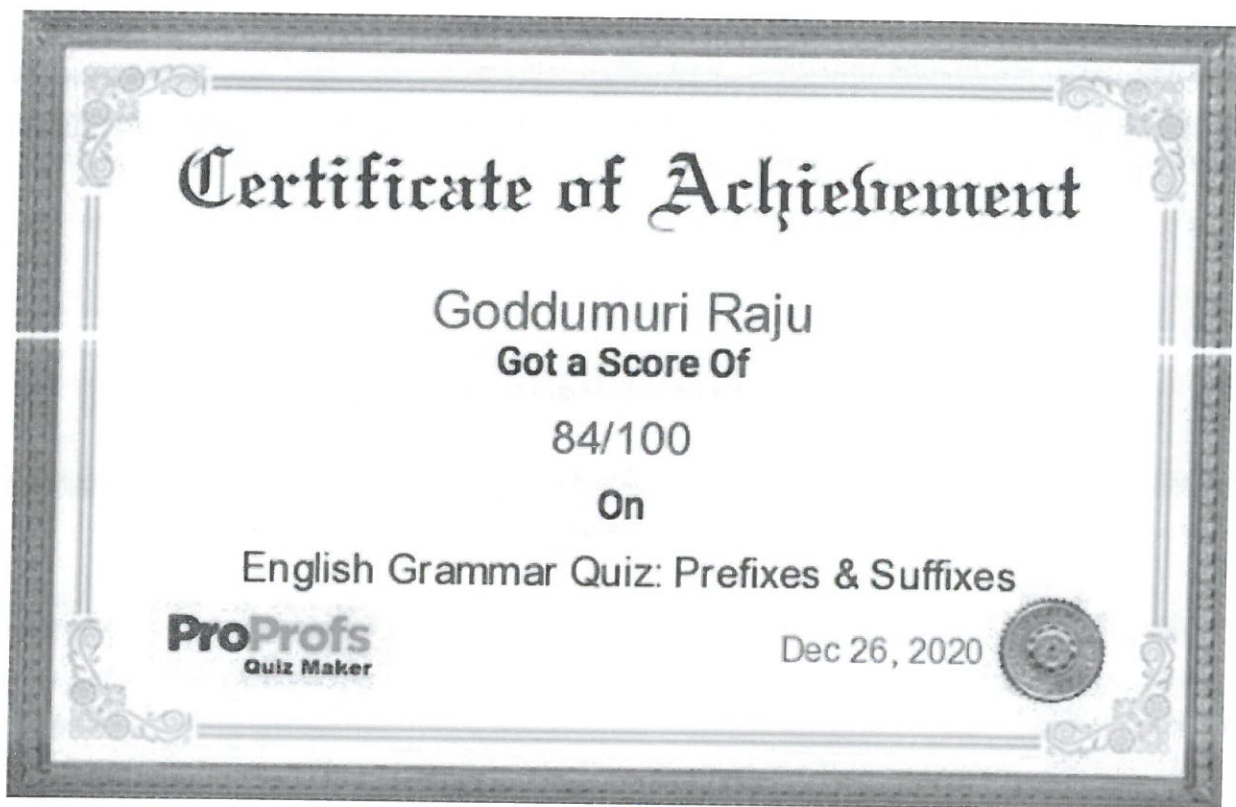 Certificate of Achievement
Goddumuri Raju
Got a Score Of
84/100
On
English Grammar Quiz: Prefixes & Suffixes
ProProfs
Quiz Maker
Dec 26, 2020